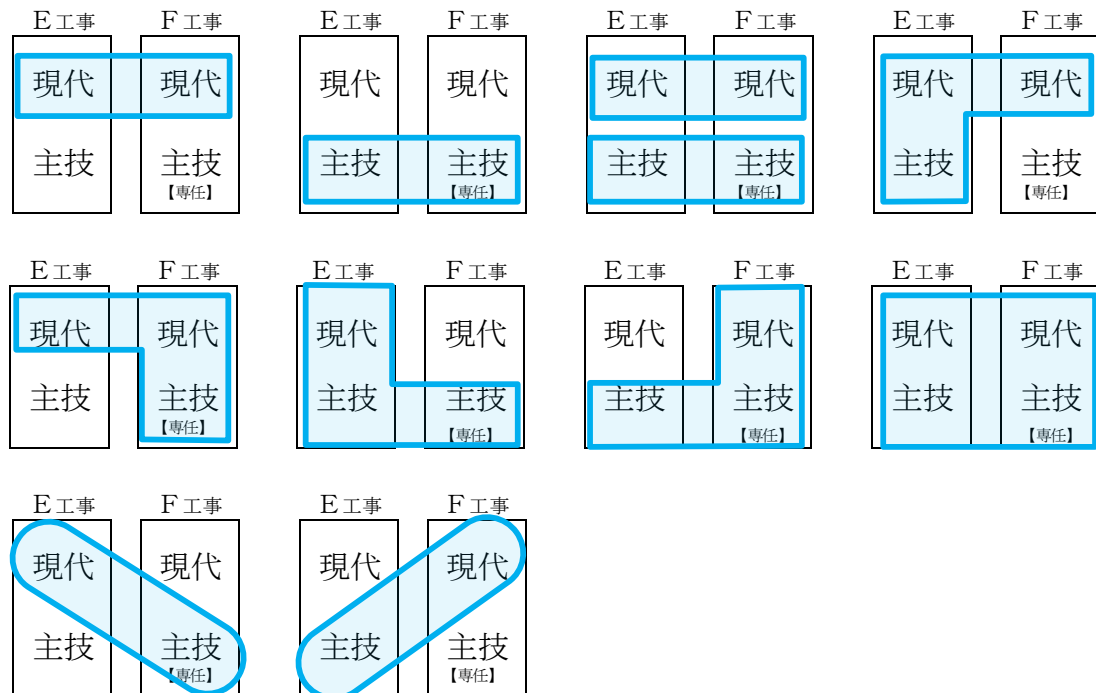 E工事 F工事 E工事 F工事 E工事 F工事 E工事 F工事
現代 現代 現代 現代 現代 現代 現代 現代
主技 主技 主技 主技 主技 主技 主技 主技
【専任】 【専任】 【専任】 【専任】
E工事 F工事 E工事 F工事 E工事 F工事 E工事 F工事
現代 現代 現代 現代 現代 現代 現代 現代
主技 主技 主技 主技 主技 主技 主技 主技
【専任】 【専任】 【専任】 【専任】
E工事 F工事 E工事 F工事
現代 現代 現代 現代
主技 主技 主技 主技
【専任】 【専任】